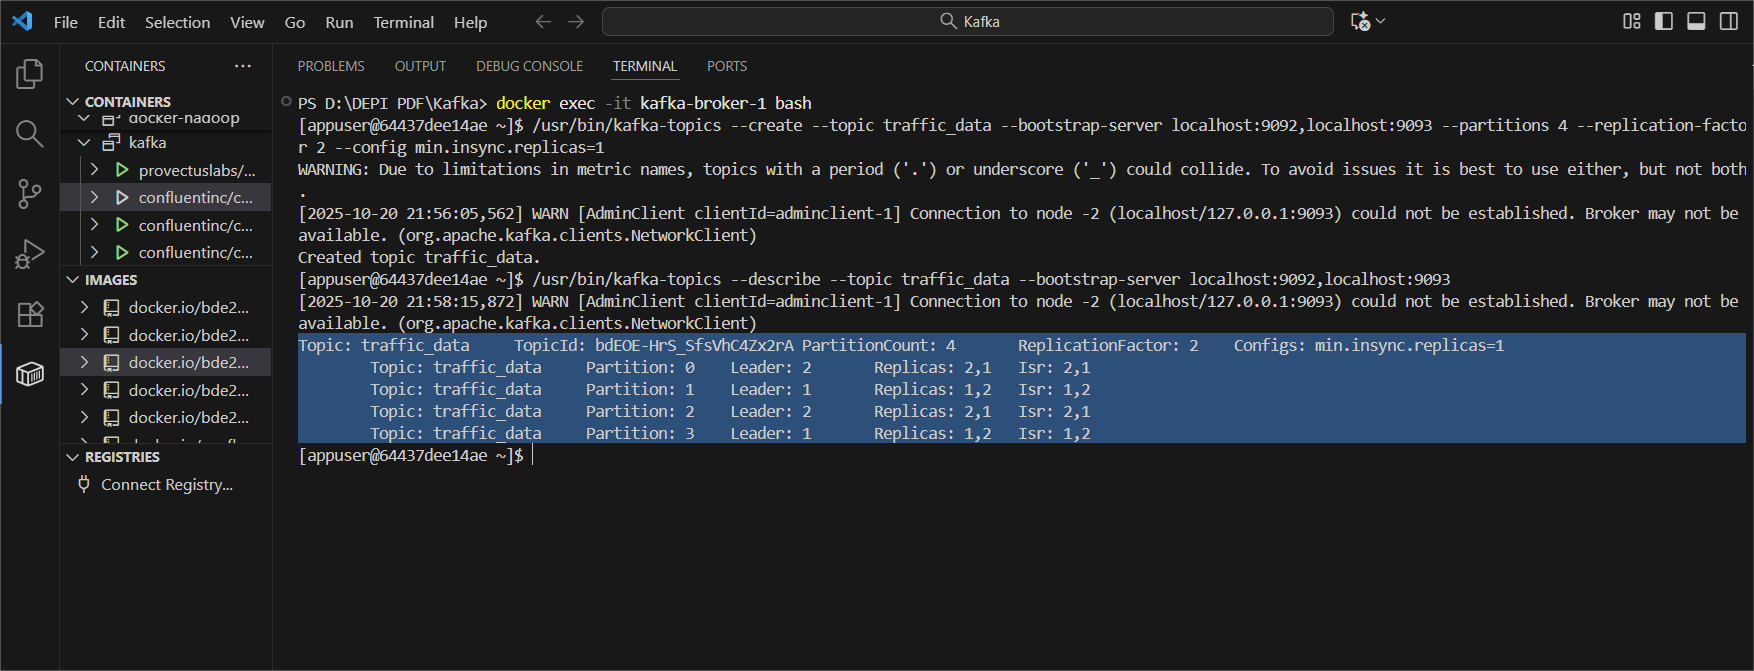 File Edit Selection View Go Run Terminal Help
Kafka
CONTAINERS ···
CONTAINERS
docker-hadoop
kafka
provectuslabs/...
confluentinc/c...
confluentinc/c...
confluentinc/c...
IMAGES
docker.io/bde2...
docker.io/bde2...
docker.io/bde2...
docker.io/bde2...
docker.io/bde2...
REGISTRIES
Connect Registry...
PROBLEMS OUTPUT DEBUG CONSOLE TERMINAL PORTS
PS D:\DEPI PDF\Kafka> docker exec -it kafka-broker-1 bash
[appuser@64437dee14ae ~]$ /usr/bin/kafka-topics --create --topic traffic_data --bootstrap-server localhost:9092,localhost:9093 --partitions 4 --replication-facto
r 2 --config min.insync.replicas=1
WARNING: Due to limitations in metric names, topics with a period ('.') or underscore ('_') could collide. To avoid issues it is best to use either, but not both
.
[2025-10-20 21:56:05,562] WARN [AdminClient clientId=adminclient-1] Connection to node -2 (localhost/127.0.0.1:9093) could not be established. Broker may not be
available. (org.apache.kafka.clients.NetworkClient)
Created topic traffic_data.
[appuser@64437dee14ae ~]$ /usr/bin/kafka-topics --describe --topic traffic_data --bootstrap-server localhost:9092,localhost:9093
[2025-10-20 21:58:15,872] WARN [AdminClient clientId=adminclient-1] Connection to node -2 (localhost/127.0.0.1:9093) could not be established. Broker may not be
available. (org.apache.kafka.clients.NetworkClient)
Topic: traffic_data TopicId: bdEOE-HrS_SfsVhC4Zx2rA PartitionCount: 4 ReplicationFactor: 2 Configs: min.insync.replicas=1
Topic: traffic_data Partition: 0 Leader: 2 Replicas: 2,1 Isr: 2,1
Topic: traffic_data Partition: 1 Leader: 1 Replicas: 1,2 Isr: 1,2
Topic: traffic_data Partition: 2 Leader: 2 Replicas: 2,1 Isr: 2,1
Topic: traffic_data Partition: 3 Leader: 1 Replicas: 1,2 Isr: 1,2
[appuser@64437dee14ae ~]$